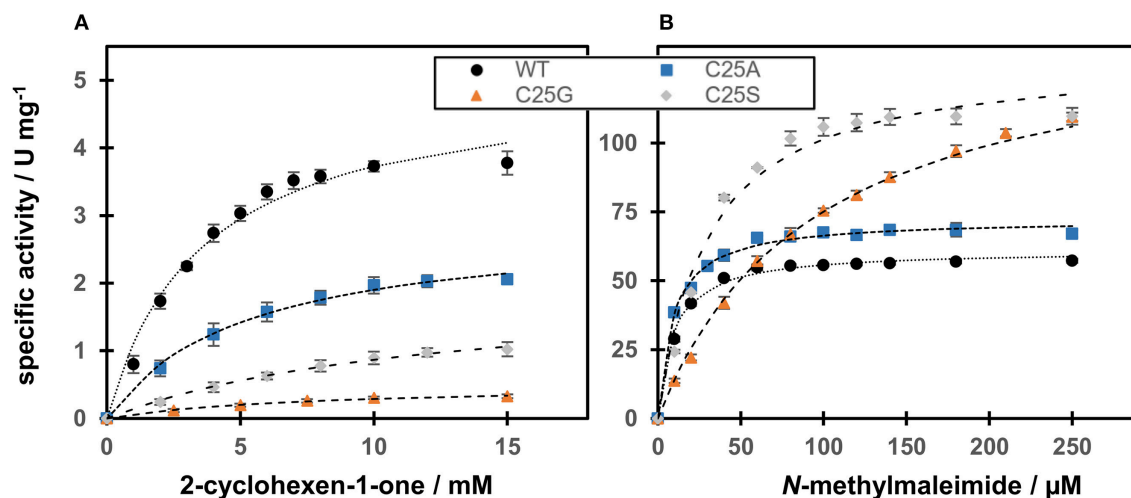 A
B
WT
C25A
C25G
C25S
specific activity / U mg-1
5
4
3
2
1
0
0
5
10
15
2-cyclohexen-1-one / mM
100
75
50
25
0
0
50
100
150
200
250
N-methylmaleimide / µM